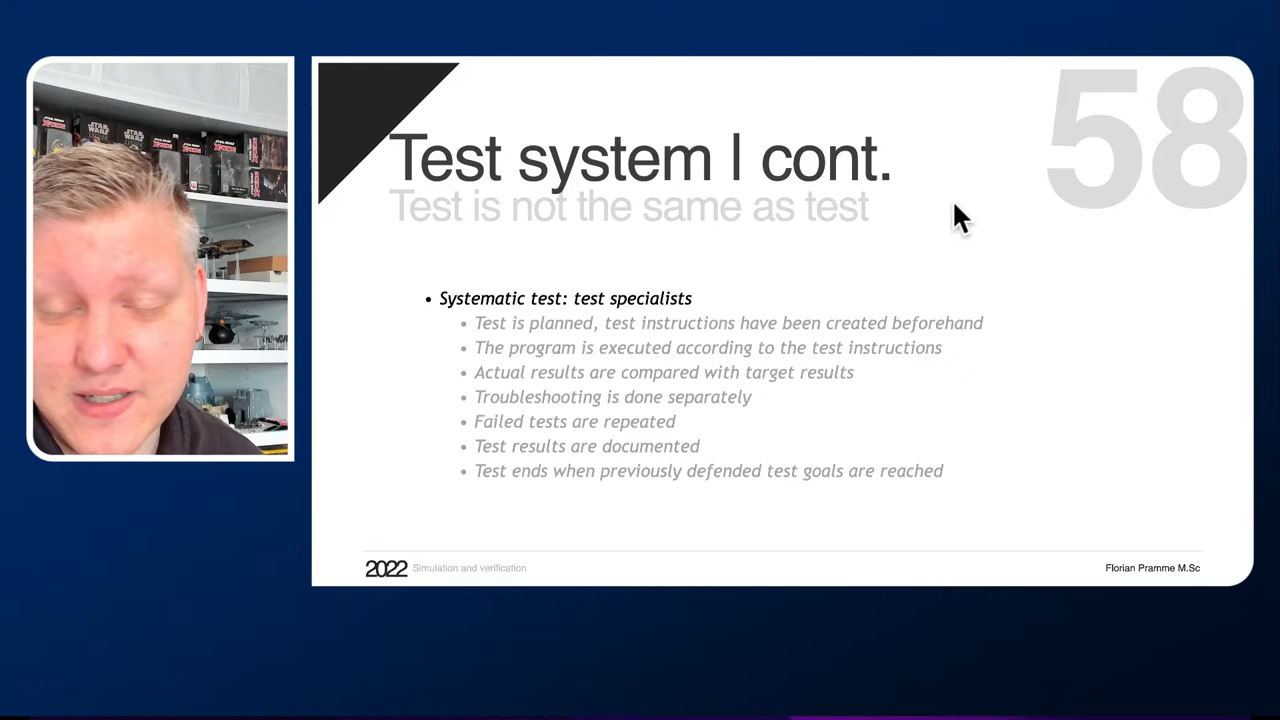 STAR WARS
58
Test system I cont.
Test is not the same as test
• Systematic test: test specialists
• Test is planned, test instructions have been created beforehand
• The program is executed according to the test instructions
• Actual results are compared with target results
• Troubleshooting is done separately
• Failed tests are repeated
• Test results are documented
• Test ends when previously defended test goals are reached
2022 Simulation and verification
Florian Pramme M.Sc